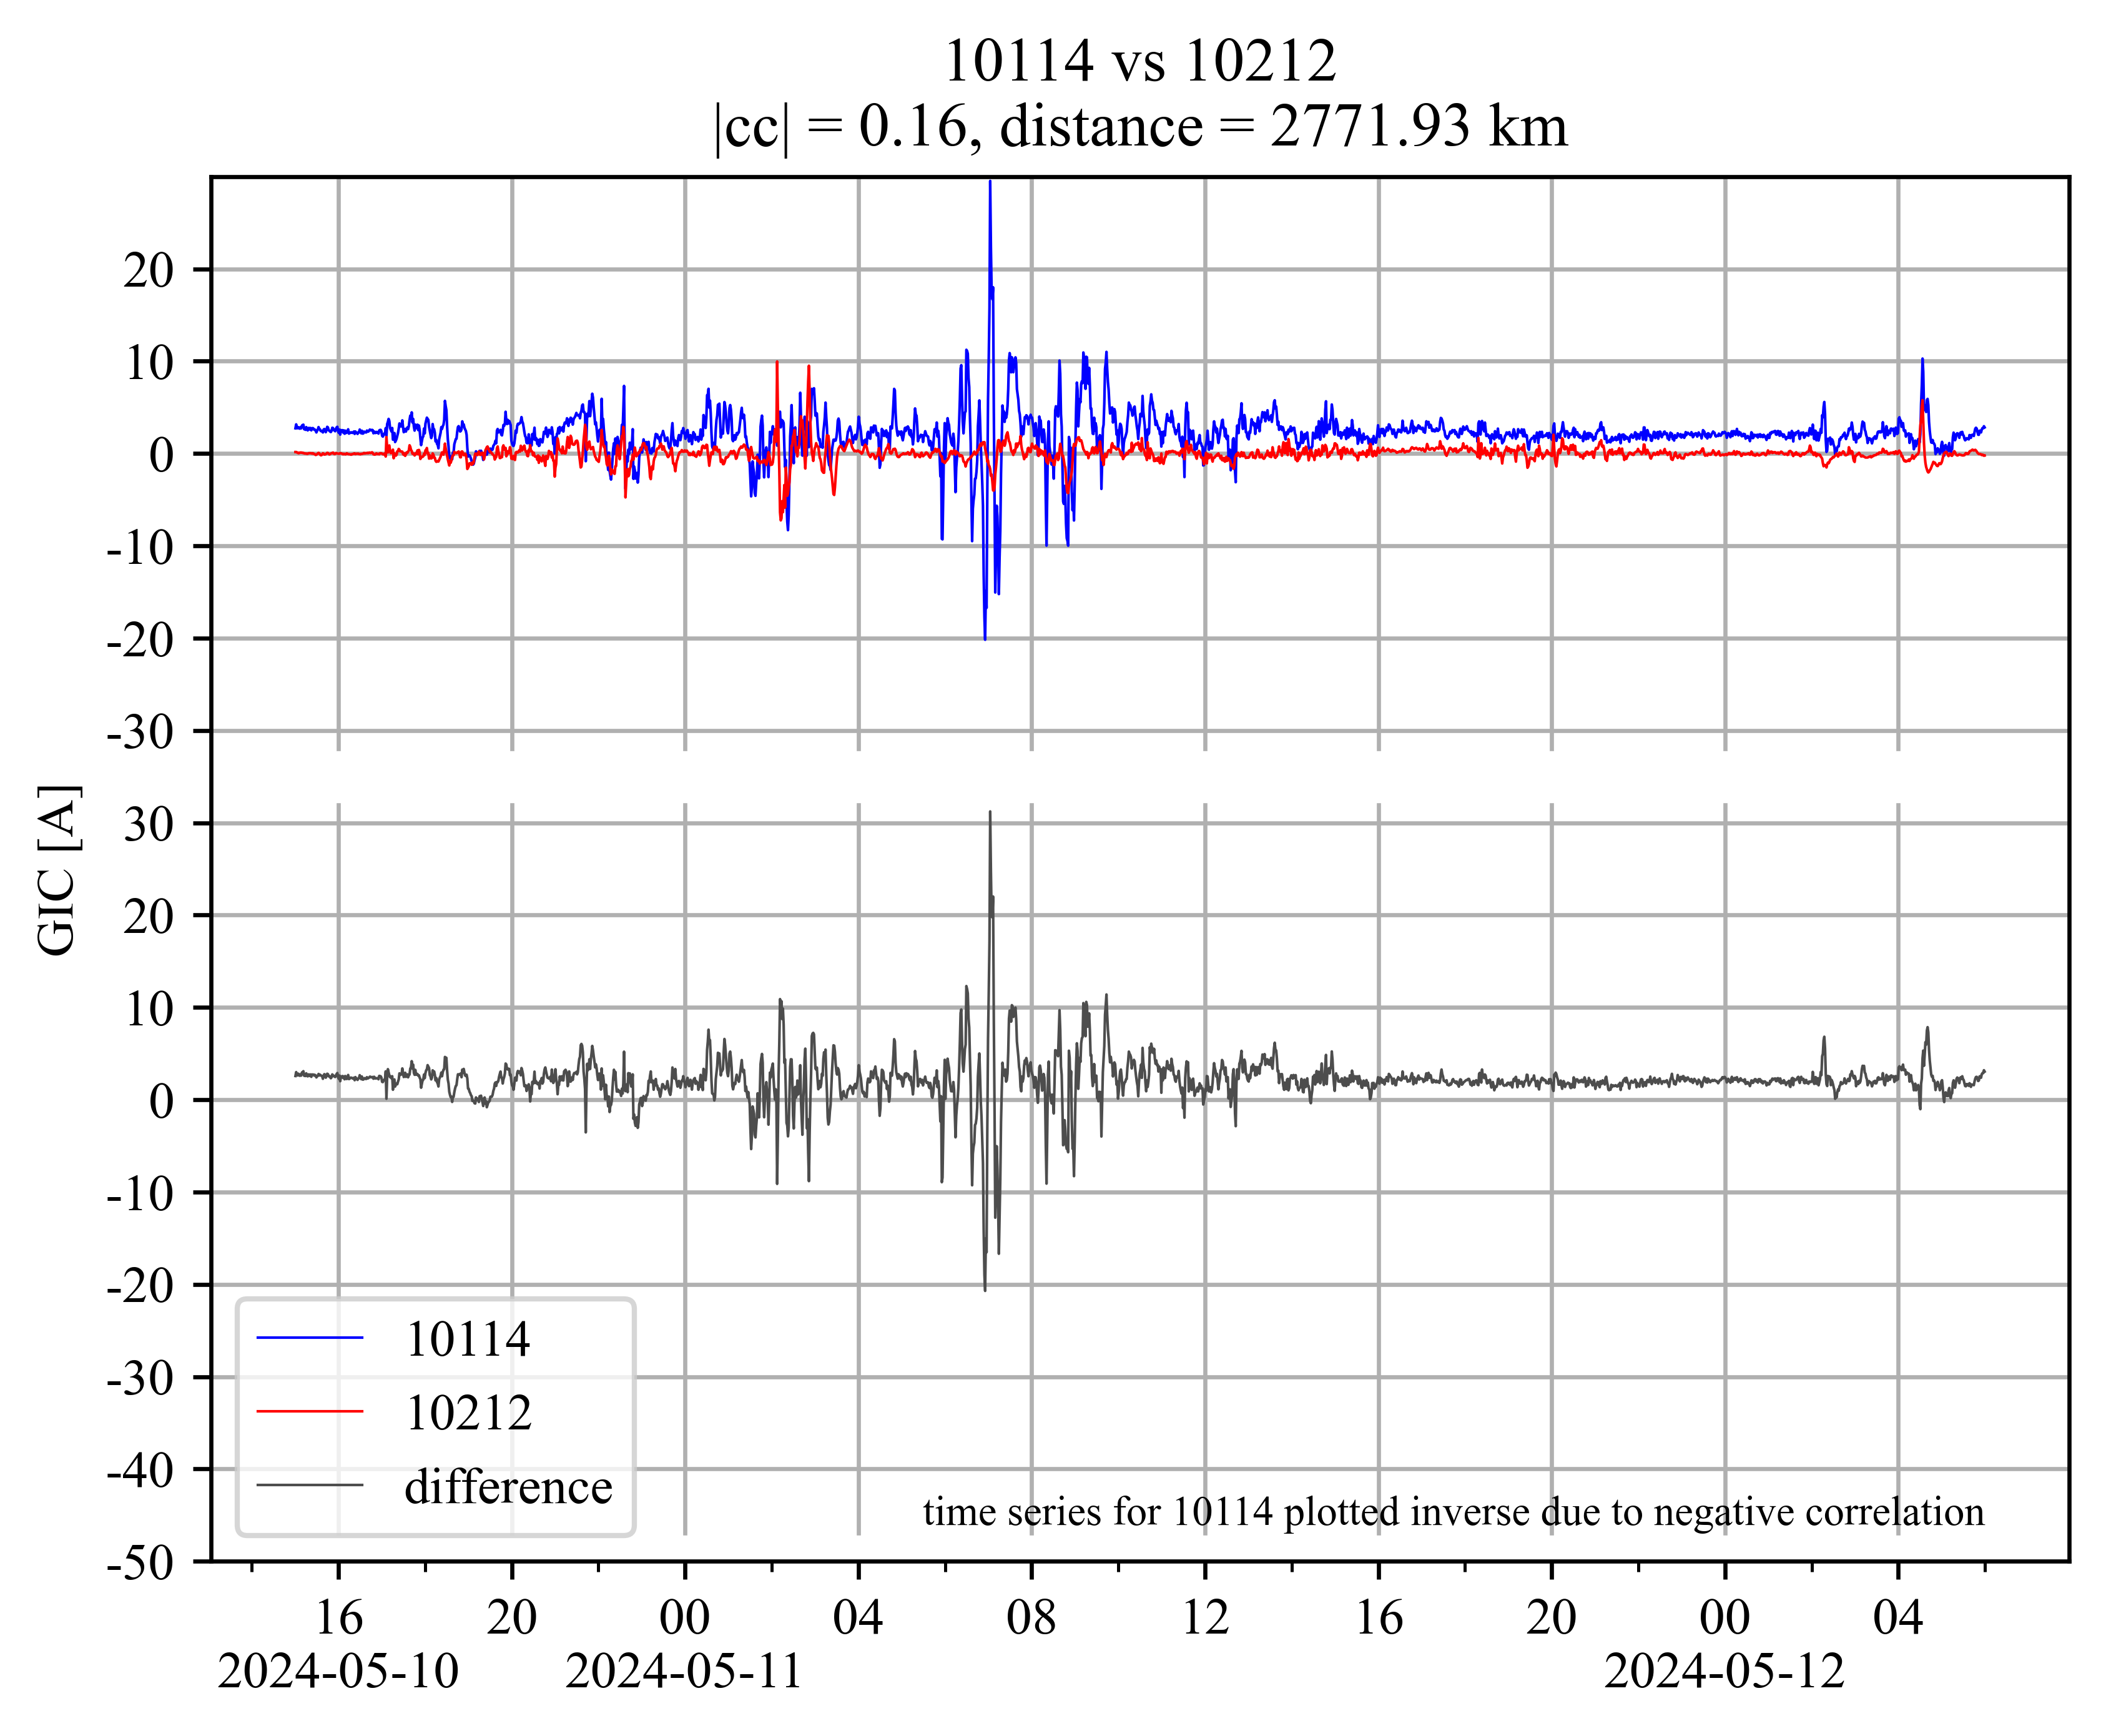 10114 vs 10212
|cc| = 0.16, distance = 2771.93 km
20
10
0
-10
-20
-30
30
20
10
0
-10
-20
-30
-40
-50
GIC [A]
10114
10212
difference
time series for 10114 plotted inverse due to negative correlation
16 20 00 04 08 12 16 20 00 04
2024-05-10 2024-05-11 2024-05-12